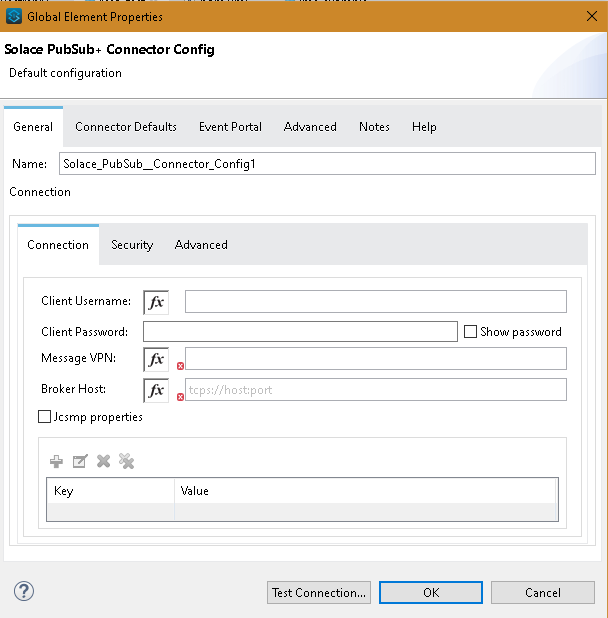 Global Element Properties
Solace PubSub+ Connector Config
Default configuration
General Connector Defaults Event Portal Advanced Notes Help
Name: Solace_PubSub__Connector_Config1
Connection
Connection Security Advanced
Client Username: fx
Client Password: Show password
Message VPN: fx
Broker Host: fx tcps://host:port
Jcsmp properties
Key Value
? Test Connection... OK Cancel